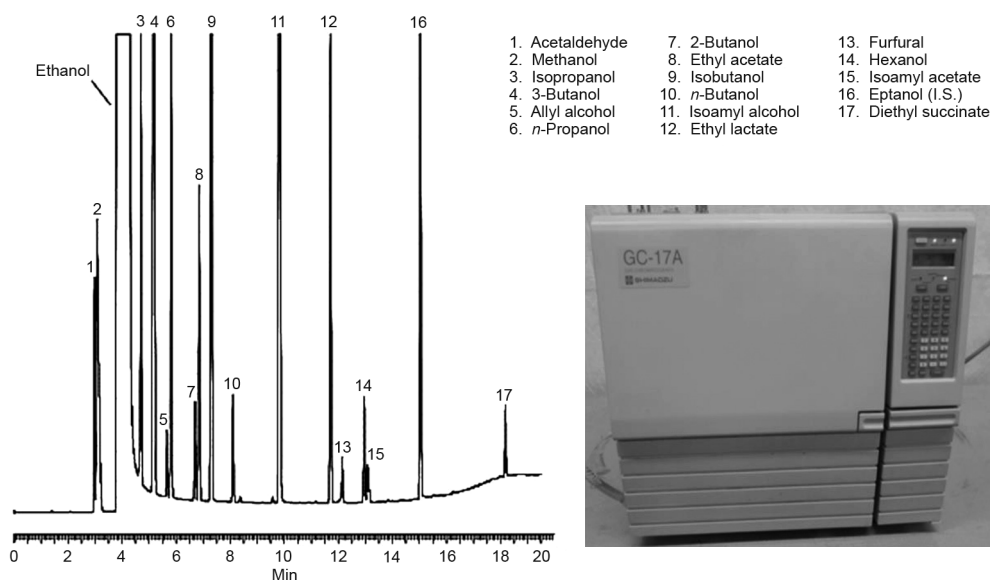 3 4 6 9 11 12 16
Ethanol
8
2
1
7
10
14
17
5
13
15
0 2 4 6 8 10 12 14 16 18 20
Min
1. Acetaldehyde
2. Methanol
3. Isopropanol
4. 3-Butanol
5. Allyl alcohol
6. n-Propanol
7. 2-Butanol
8. Ethyl acetate
9. Isobutanol
10. n-Butanol
11. Isoamyl alcohol
12. Ethyl lactate
13. Furfural
14. Hexanol
15. Isoamyl acetate
16. Eptanol (I.S.)
17. Diethyl succinate
GC-17A
SHIMADZU